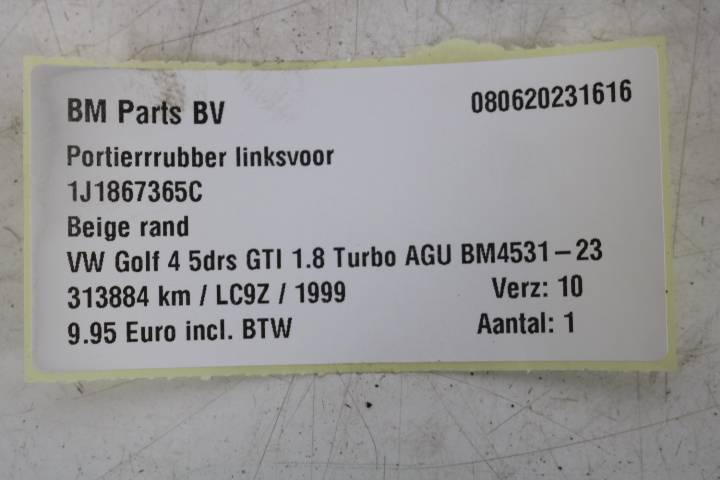 BM Parts BV 080620231616
Portierrrubber linksvoor
1J1867365C
Beige rand
VW Golf 4 5drs GTI 1.8 Turbo AGU BM4531-23
313884 km / LC9Z / 1999 Verz: 10
9.95 Euro incl. BTW Aantal: 1